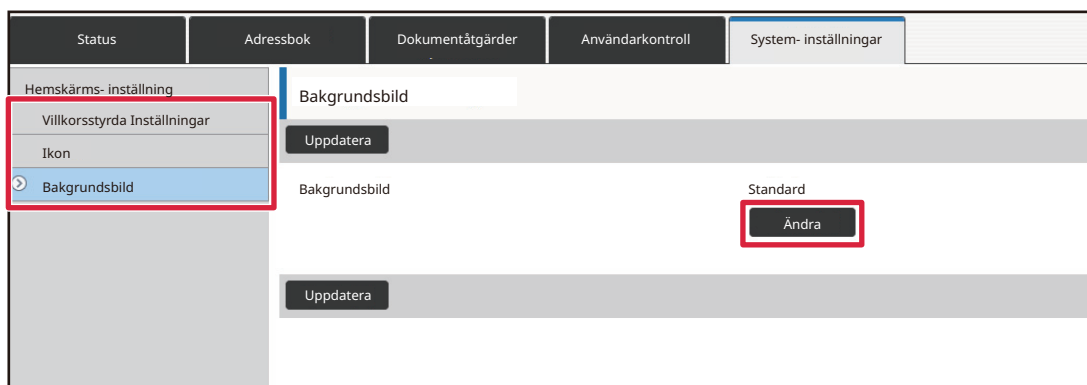 Status
Adressbok
Dokumentåtgärder
Användarkontroll
System- inställningar
Hemskärms- inställning
Villkorsstyrda Inställningar
Ikon
Bakgrundsbild
Bakgrundsbild
Uppdatera
Bakgrundsbild
Standard
Ändra
Uppdatera